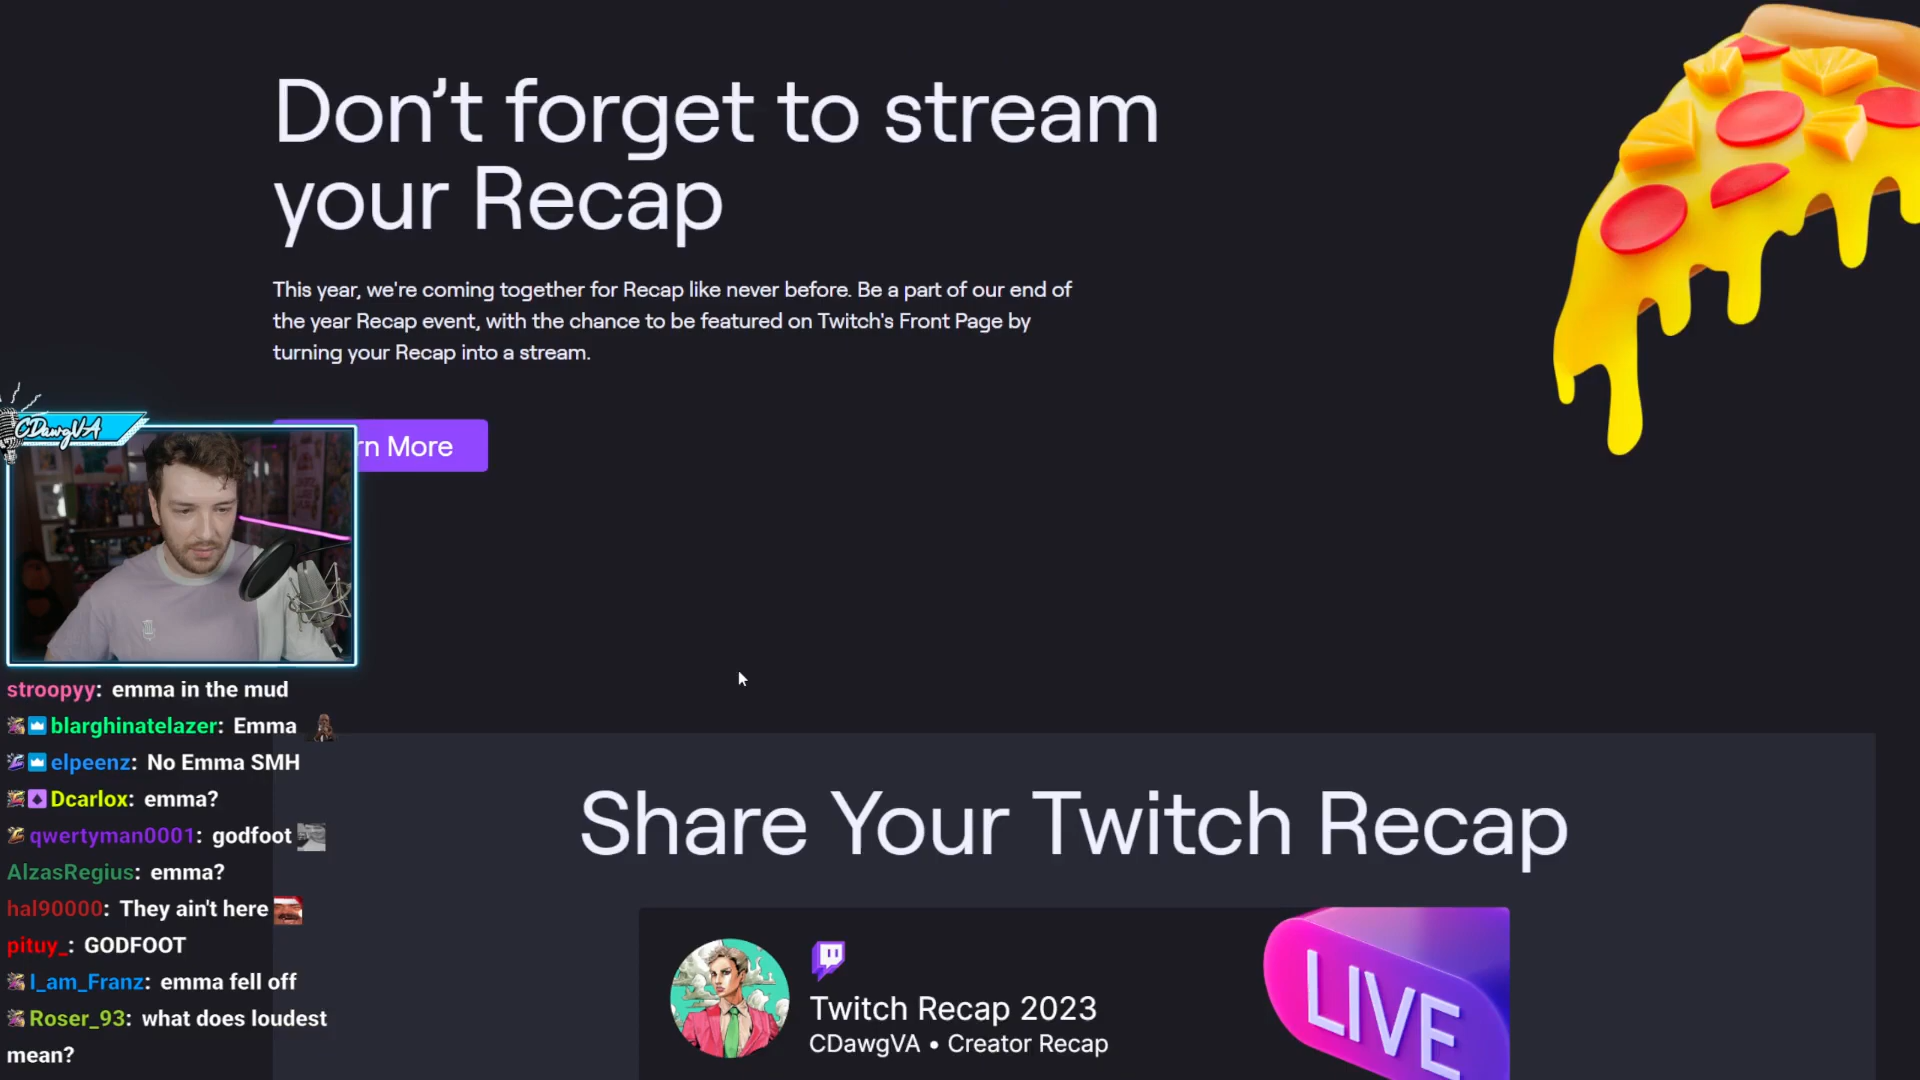 Don’t forget to stream
your Recap
This year, we're coming together for Recap like never before. Be a part of our end of
the year Recap event, with the chance to be featured on Twitch's Front Page by
turning your Recap into a stream.
CDawgVA
rn More
stroopyy: emma in the mud
blarghinatelazer: Emma
elpeenz: No Emma SMH
Dcarlox: emma?
qwertyman0001: godfoot
AlzasRegius: emma?
hal90000: They ain't here
pituy_: GODFOOT
I_am_Franz: emma fell off
Roser_93: what does loudest
mean?
Share Your Twitch Recap
Twitch Recap 2023
CDawgVA • Creator Recap
LIVE